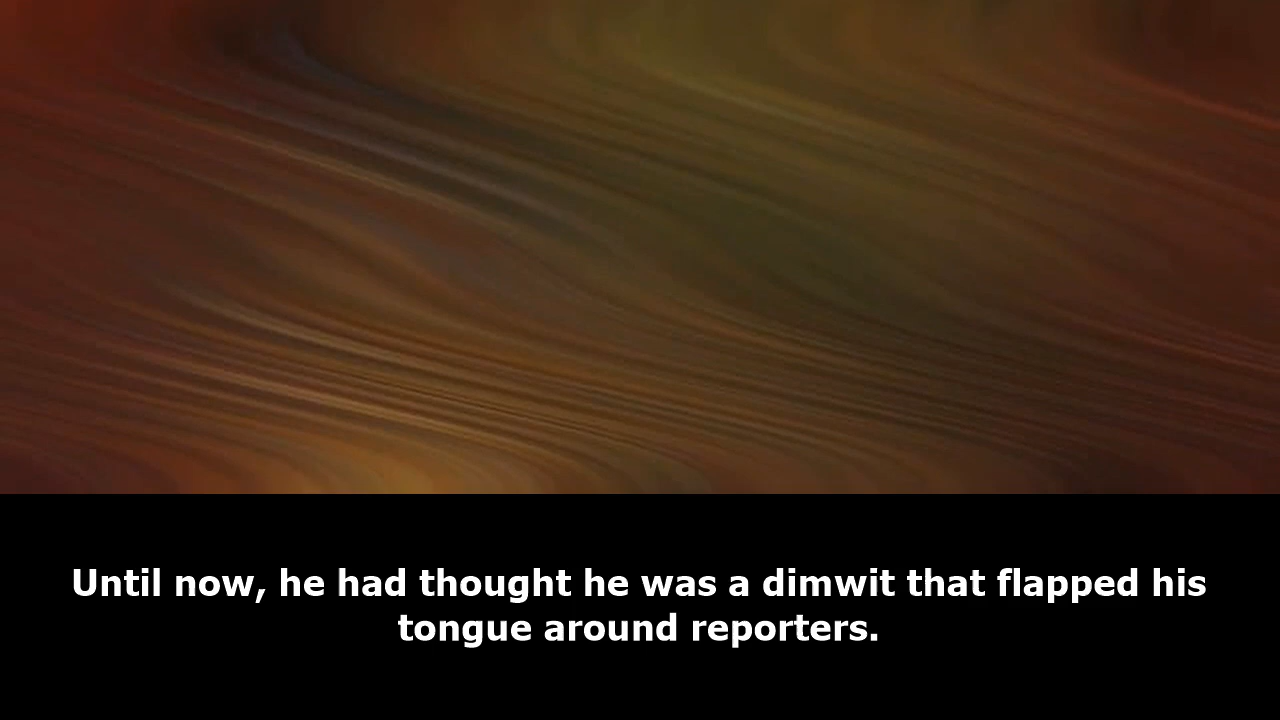 Until now, he had thought he was a dimwit that flapped his
tongue around reporters.